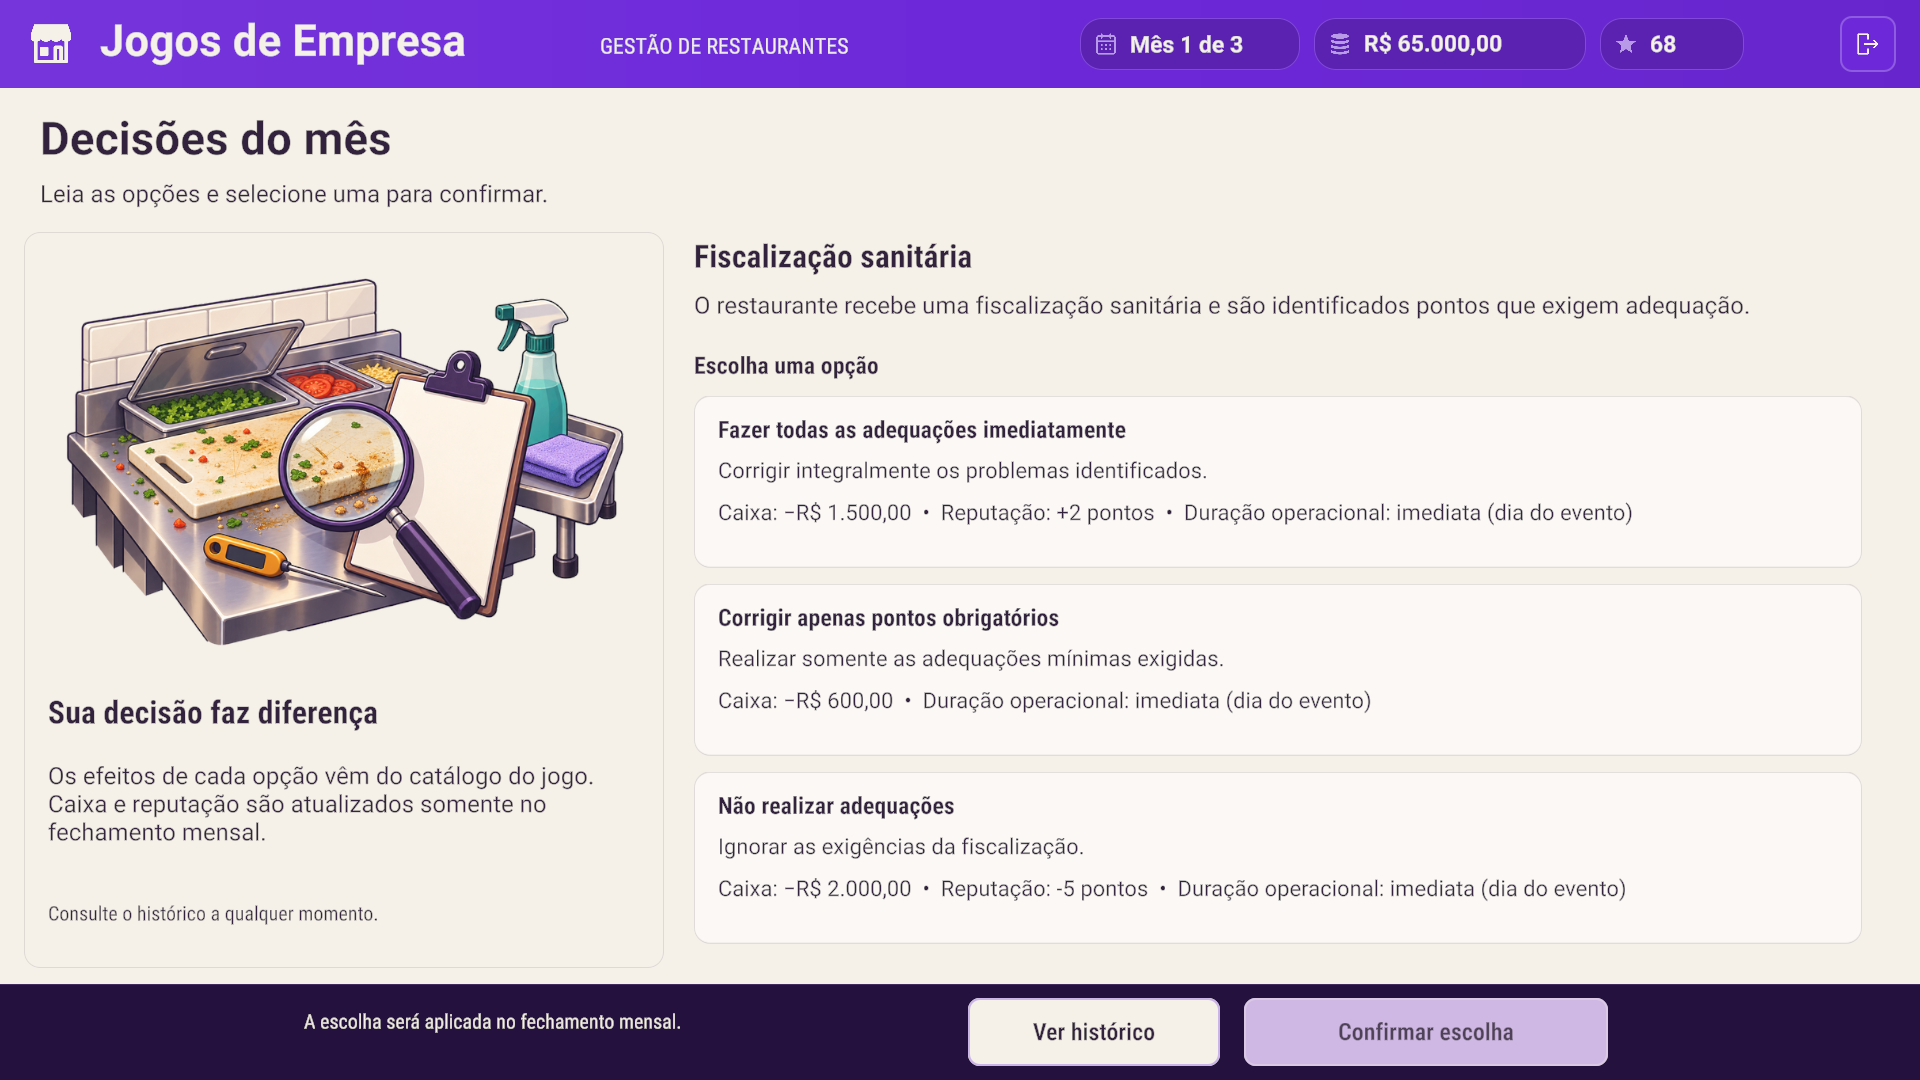 Jogos de Empresa
GESTÃO DE RESTAURANTES
Mês 1 de 3
R$ 65.000,00
68
Decisões do mês
Leia as opções e selecione uma para confirmar.
Sua decisão faz diferença
Os efeitos de cada opção vêm do catálogo do jogo.
Caixa e reputação são atualizados somente no
fechamento mensal.
Consulte o histórico a qualquer momento.
Fiscalização sanitária
O restaurante recebe uma fiscalização sanitária e são identificados pontos que exigem adequação.
Escolha uma opção
Fazer todas as adequações imediatamente
Corrigir integralmente os problemas identificados.
Caixa: −R$ 1.500,00 • Reputação: +2 pontos • Duração operacional: imediata (dia do evento)
Corrigir apenas pontos obrigatórios
Realizar somente as adequações mínimas exigidas.
Caixa: −R$ 600,00 • Duração operacional: imediata (dia do evento)
Não realizar adequações
Ignorar as exigências da fiscalização.
Caixa: −R$ 2.000,00 • Reputação: -5 pontos • Duração operacional: imediata (dia do evento)
A escolha será aplicada no fechamento mensal.
Ver histórico
Confirmar escolha